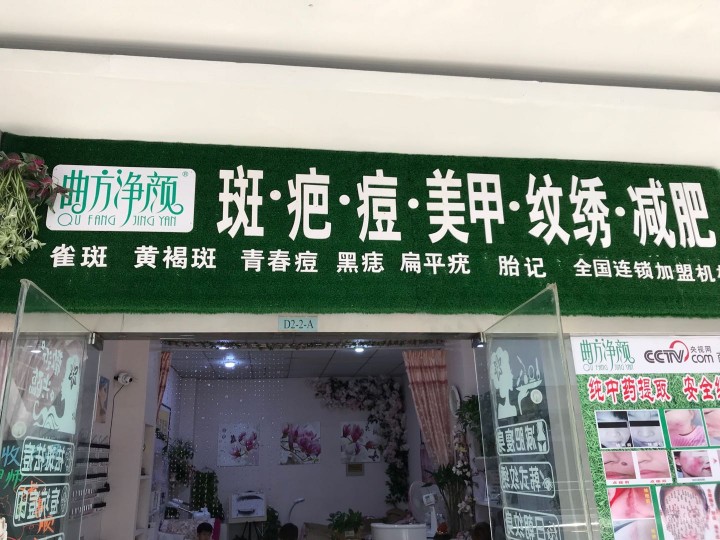 曲方净颜®
QU FANG JING YAN
斑·疤·痘·美甲·纹绣·减肥
雀斑 黄褐斑 青春痘 黑痣 扁平疣 胎记 全国连锁加盟机
D2-2-A
曲方净颜
QU FANG JING YAN
CCTV 央视网
com
纯中药提取 安全